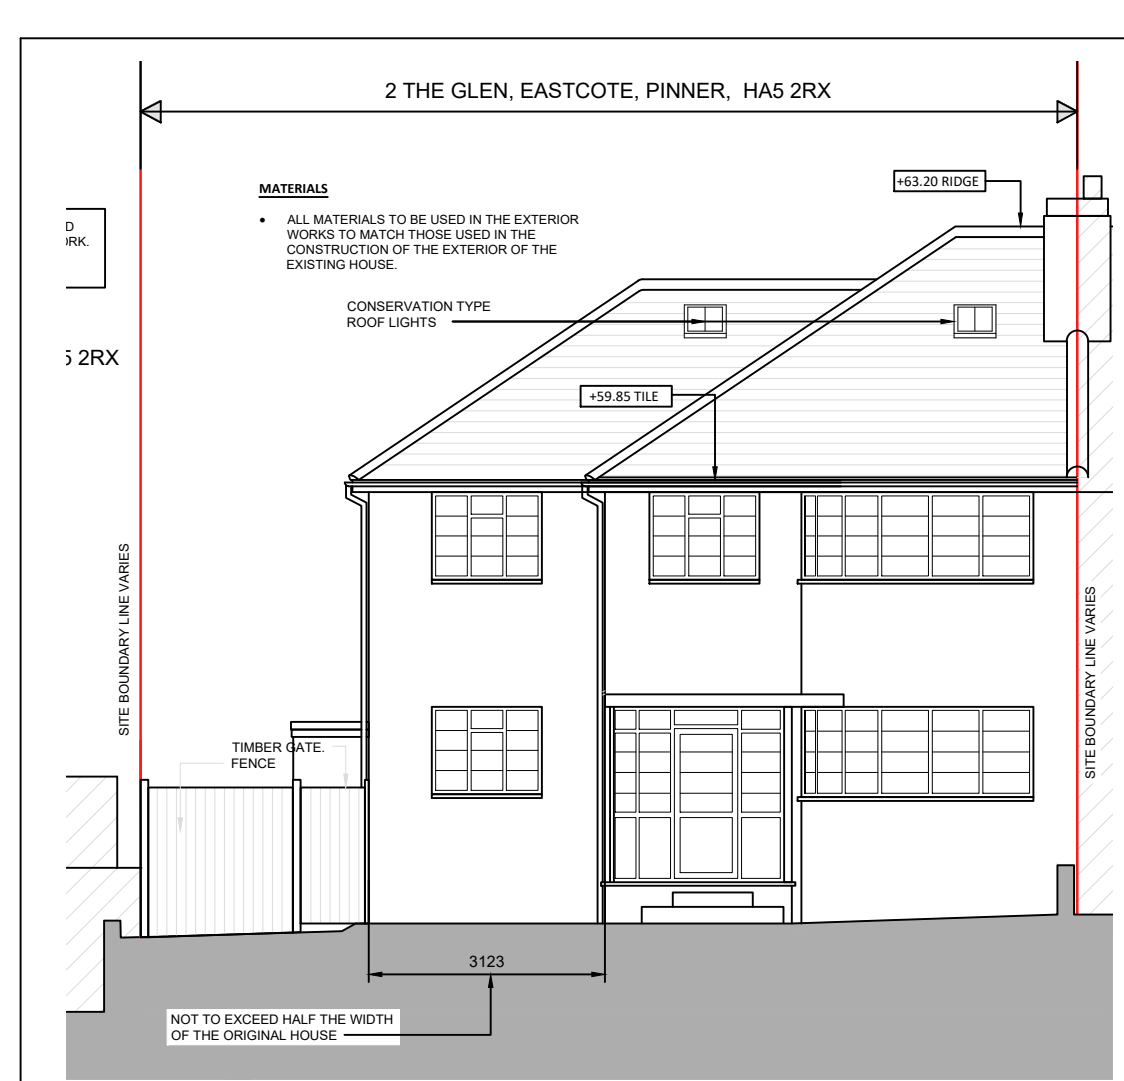 2 THE GLEN, EASTCOTE, PINNER, HA5 2RX
+63.20 RIDGE
MATERIALS
• ALL MATERIALS TO BE USED IN THE EXTERIOR
WORKS TO MATCH THOSE USED IN THE
CONSTRUCTION OF THE EXTERIOR OF THE
EXISTING HOUSE.
D
ORK.
CONSERVATION TYPE
ROOF LIGHTS
5 2RX
+59.85 TILE
SITE BOUNDARY LINE VARIES
SITE BOUNDARY LINE VARIES
TIMBER GATE.
FENCE
3123
NOT TO EXCEED HALF THE WIDTH
OF THE ORIGINAL HOUSE